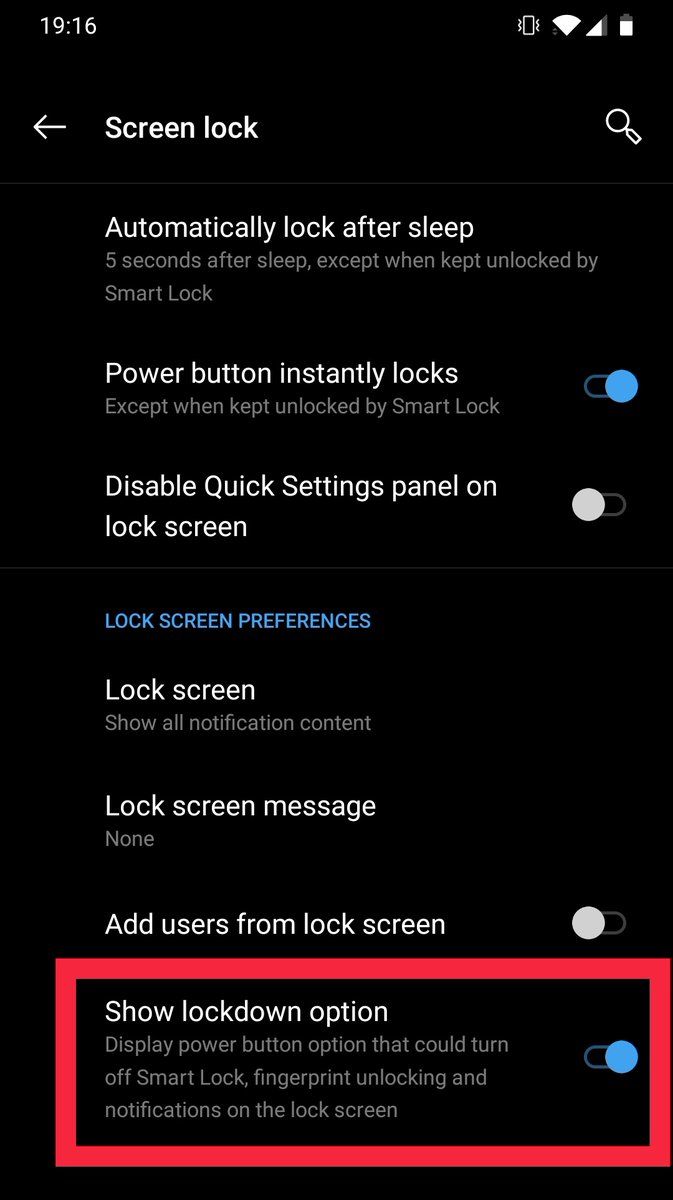 19:16
Screen lock
Automatically lock after sleep
5 seconds after sleep, except when kept unlocked by
Smart Lock
Power button instantly locks
Except when kept unlocked by Smart Lock
Disable Quick Settings panel on
lock screen
LOCK SCREEN PREFERENCES
Lock screen
Show all notification content
Lock screen message
None
Add users from lock screen
Show lockdown option
Display power button option that could turn
off Smart Lock, fingerprint unlocking and
notifications on the lock screen